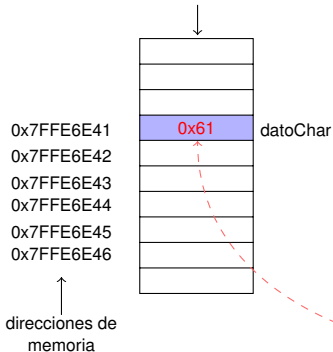 0x7FFE6E41 0x61 datoChar
0x7FFE6E42
0x7FFE6E43
0x7FFE6E44
0x7FFE6E45
0x7FFE6E46
direcciones de
memoria